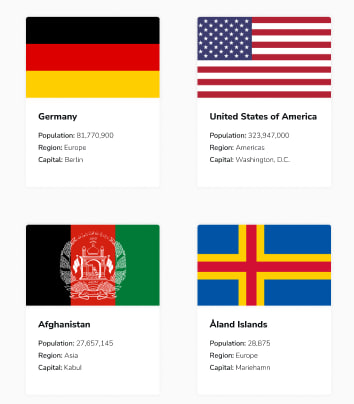 Germany
Population: 81,770,900
Region: Europe
Capital: Berlin
United States of America
Population: 323,947,000
Region: Americas
Capital: Washington, D.C.
Afghanistan
Population: 27,657,145
Region: Asia
Capital: Kabul
Åland Islands
Population: 28,875
Region: Europe
Capital: Mariehamn